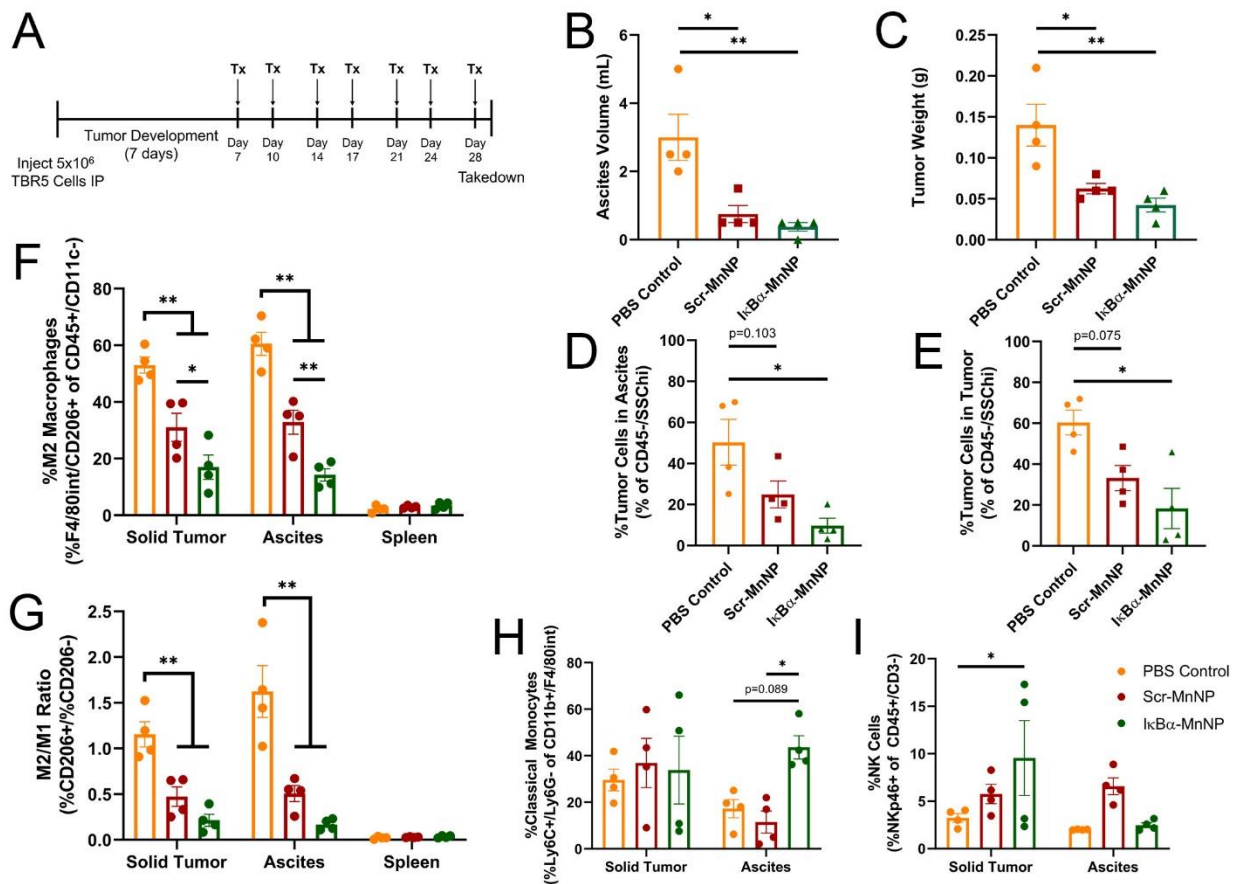 A
Tx Tx Tx Tx Tx Tx Tx
Tumor Development
(7 days)
Day Day Day Day Day Day Day
7 10 14 17 21 24 28
Inject 5x10⁶
TBR5 Cells IP
Takedown
B
*
**
Ascites Volume (mL)
6
4
2
0
PBS Control
Scr-MnNP
IκBα-MnNP
C
*
**
Tumor Weight (g)
0.25
0.20
0.15
0.10
0.05
0.00
PBS Control
Scr-MnNP
IκBα-MnNP
F
%M2 Macrophages
(%F4/80int/CD206+ of CD45+/CD11c-)
80
60
40
20
0
**
*
**
**
Solid Tumor Ascites Spleen
D
p=0.103
*
%Tumor Cells in Ascites
(% of CD45-/SSChi)
100
80
60
40
20
0
PBS Control
Scr-MnNP
IκBα-MnNP
E
p=0.075
*
%Tumor Cells in Tumor
(% of CD45-/SSChi)
100
80
60
40
20
0
PBS Control
Scr-MnNP
IκBα-MnNP
G
M2/M1 Ratio
(%CD206+/%CD206-)
2.5
2.0
1.5
1.0
0.5
0.0
**
**
Solid Tumor Ascites Spleen
H
%Classical Monocytes
(%Ly6C+/Ly6G- of CD11b+/F4/80int)
80
60
40
20
0
*
p=0.089
Solid Tumor Ascites
I
%NK Cells
(%NKp46+ of CD45+/CD3-)
20
15
10
5
0
*
Solid Tumor Ascites
PBS Control
Scr-MnNP
IκBα-MnNP